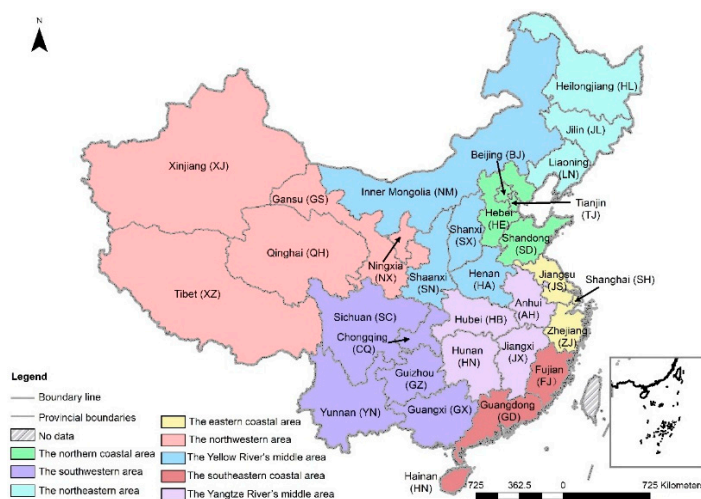 N
Heilongjiang (HL)
Jilin (JL)
Liaoning
(LN)
Beijing (BJ)
Tianjin
(TJ)
Xinjiang (XJ)
Inner Mongolia (NM)
Gansu (GS)
Hebei
(HE)
Shanxi
(SX)
Shandong
(SD)
Qinghai (QH)
Ningxia
(NX)
Shaanxi
(SN)
Henan
(HA)
Jiangsu
(JS)
Shanghai (SH)
Tibet (XZ)
Anhui
(AH)
Sichuan (SC)
Hubei (HB)
Zhejiang
(ZJ)
Chongqing
(CQ)
Hunan
(HN)
Jiangxi
(JX)
Guizhou
(GZ)
Fujian
(FJ)
Yunnan (YN)
Guangxi (GX)
Guangdong
(GD)
Hainan
(HN)
Legend
Boundary line
Provincial boundaries
No data
The northern coastal area
The southwestern area
The northeastern area
The eastern coastal area
The northwestern area
The Yellow River's middle area
The southeastern coastal area
The Yangtze River's middle area
725 362.5 0 725 Kilometers